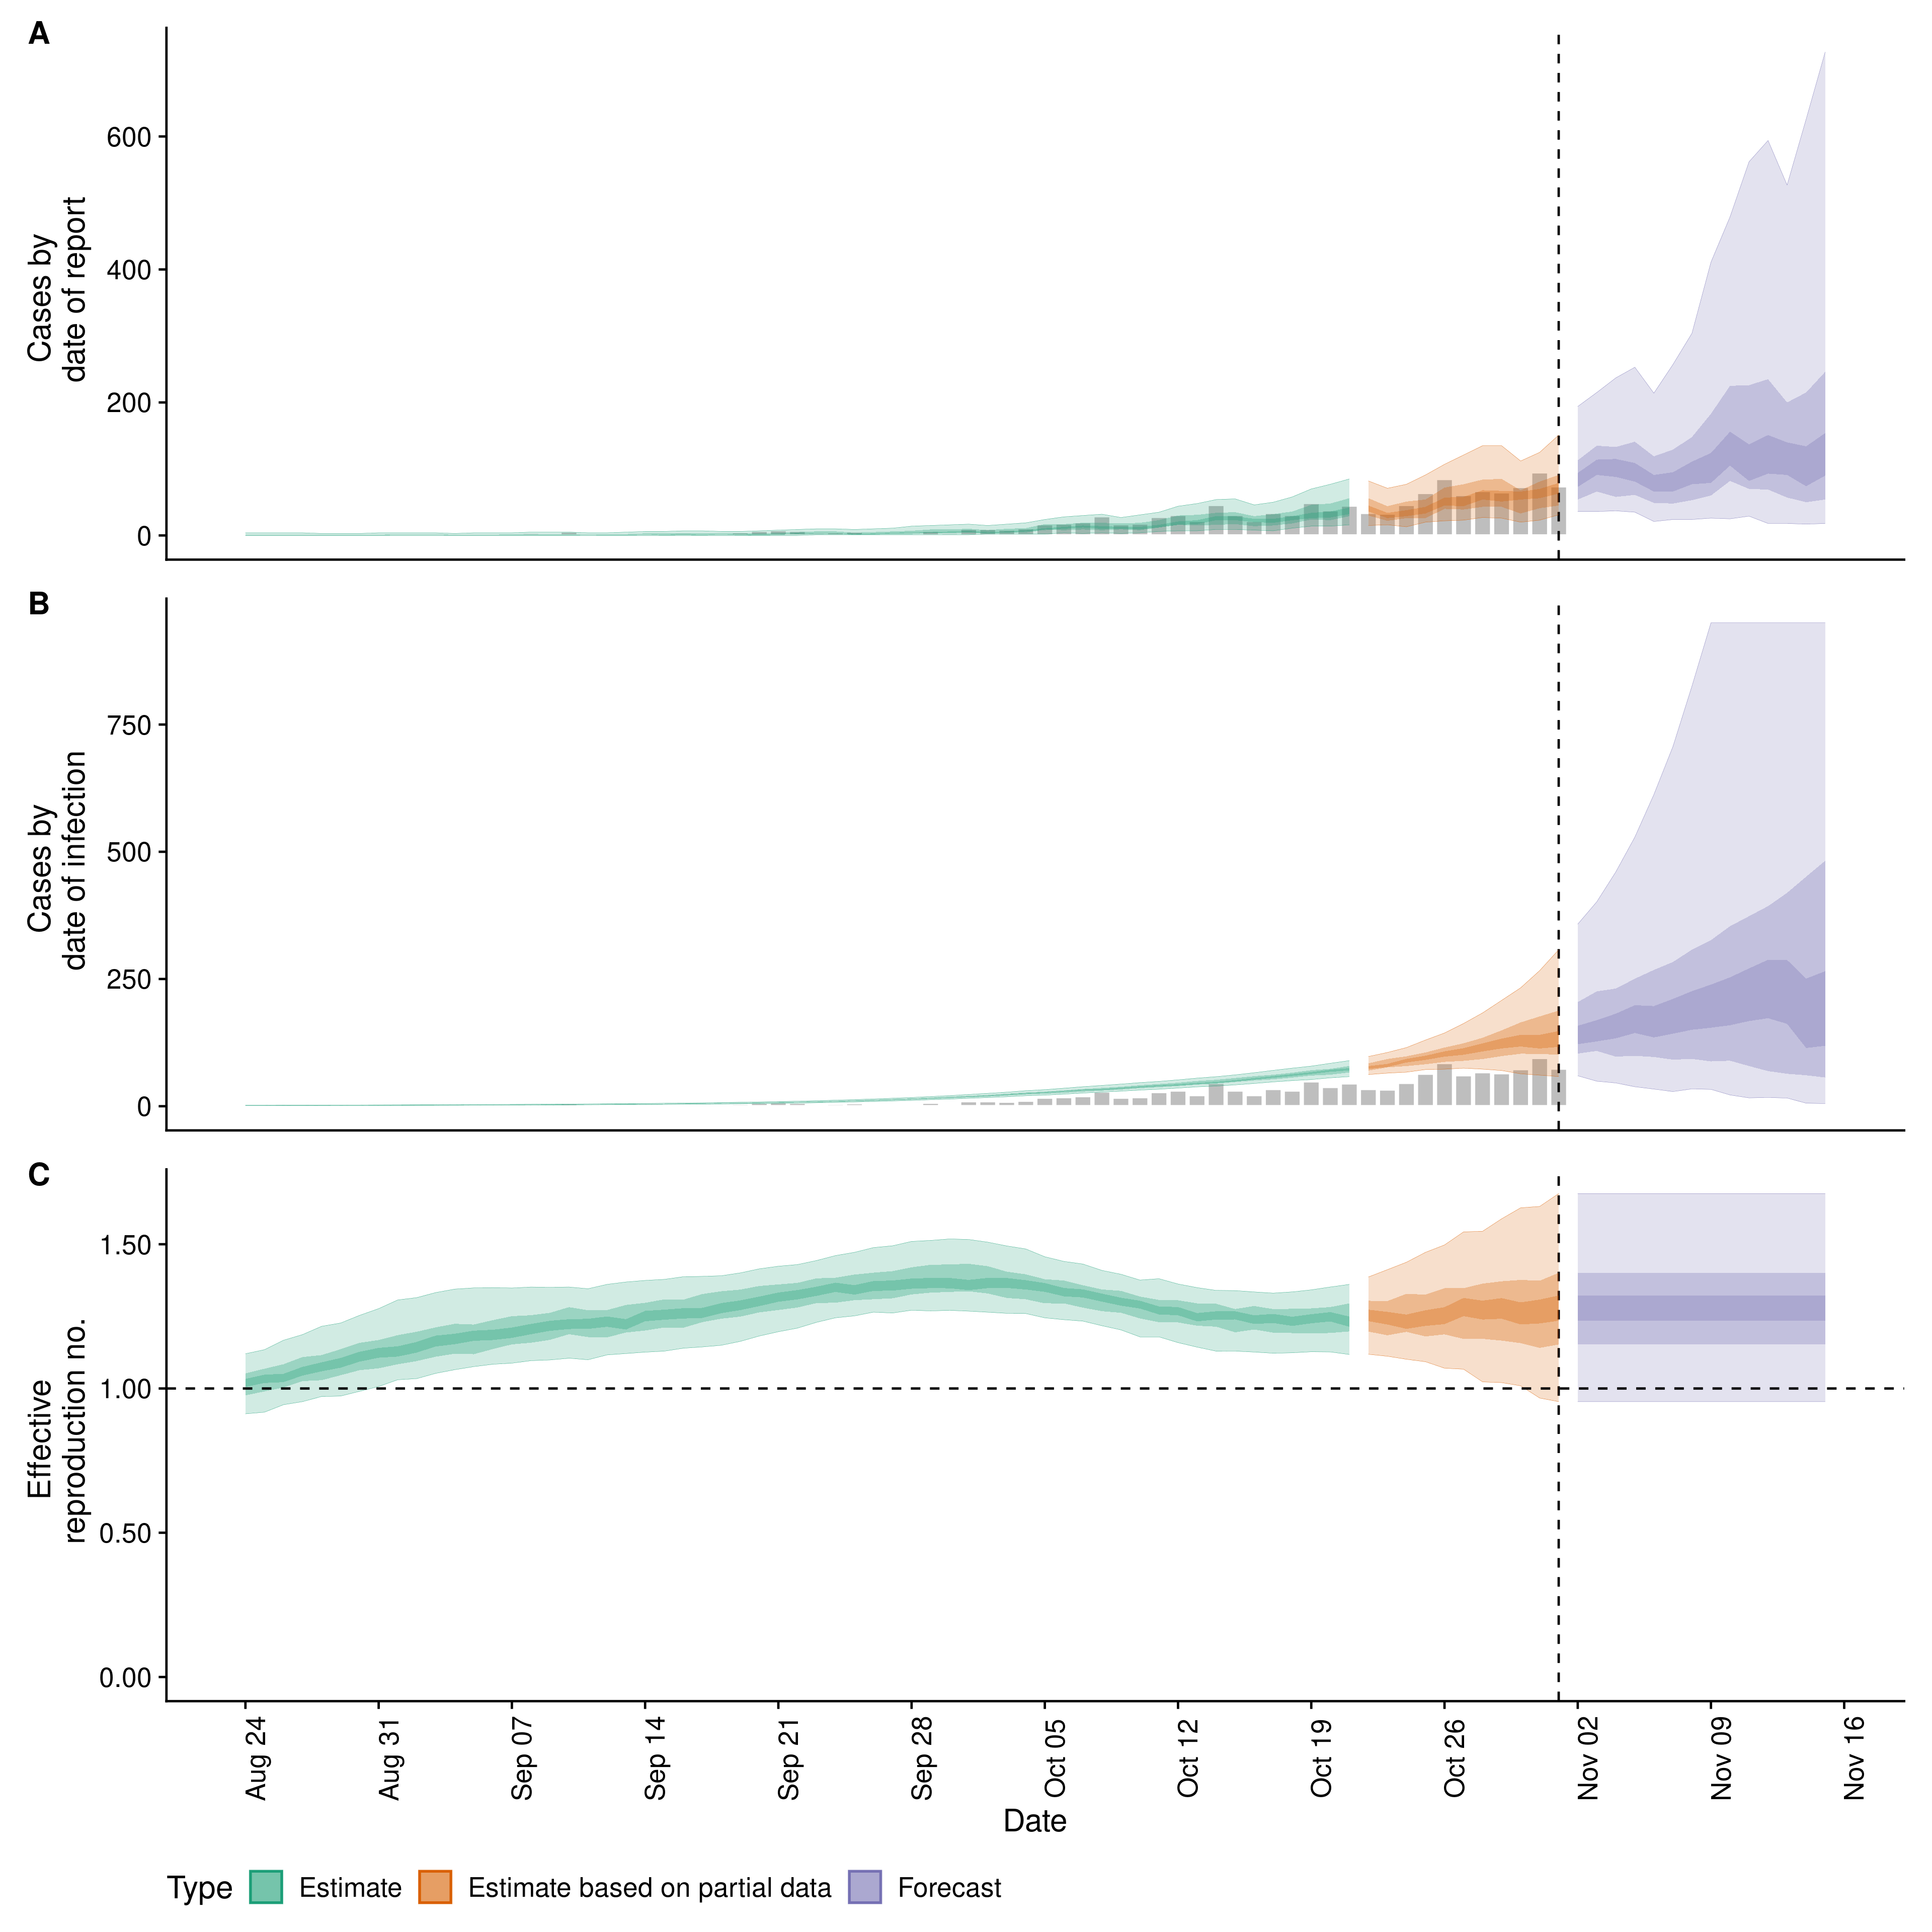 A
Cases by
date of report
600
400
200
0
B
Cases by
date of infection
750
500
250
0
C
Effective
reproduction no.
1.50
1.00
0.50
0.00
Aug 24
Aug 31
Sep 07
Sep 14
Sep 21
Sep 28
Oct 05
Oct 12
Oct 19
Oct 26
Nov 02
Nov 09
Nov 16
Date
Type Estimate Estimate based on partial data Forecast